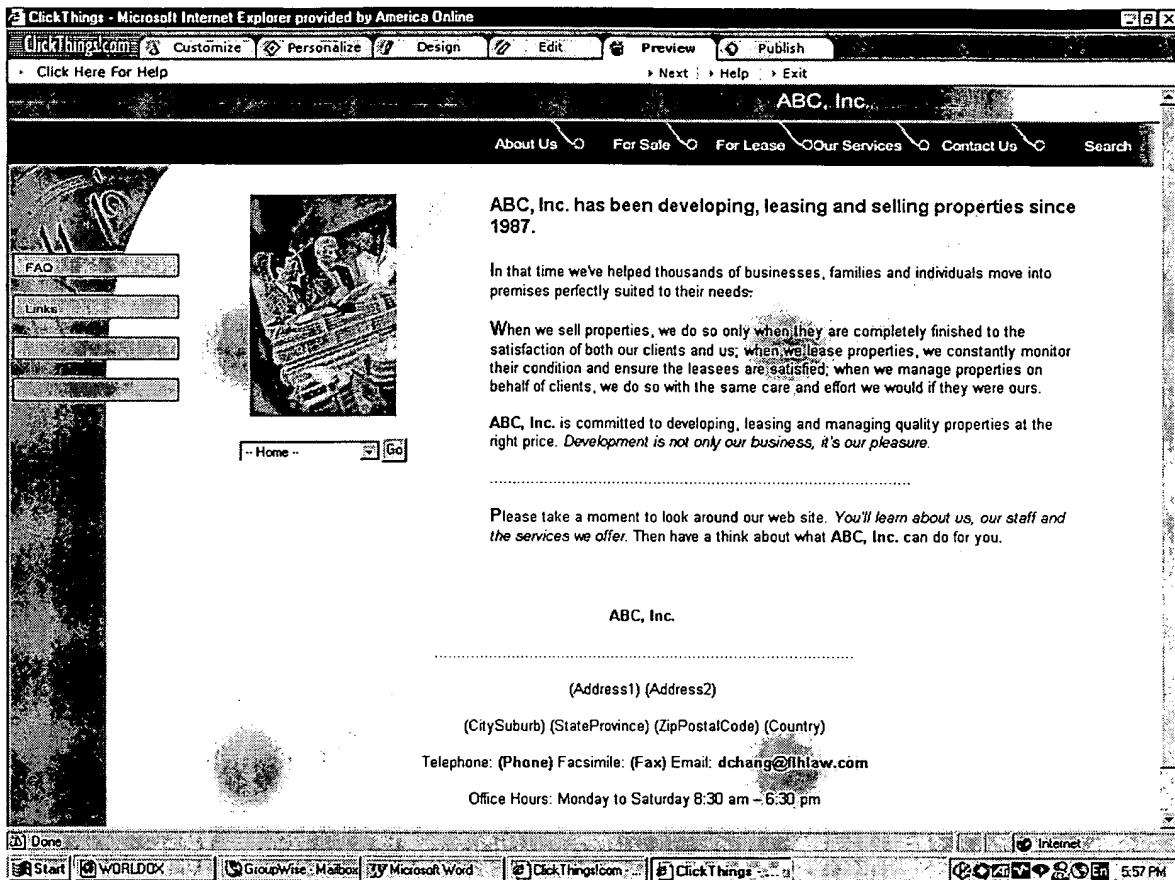 ClickThings - Microsoft Internet Explorer provided by America Online
ClickThings!com Customize Personalize Design Edit Preview Publish
Click Here For Help Next Help Exit
ABC, Inc.
About Us For Sale For Lease Our Services Contact Us Search
ABC, Inc. has been developing, leasing and selling properties since
1987.
FAQ
In that time we've helped thousands of businesses, families and individuals move into
premises perfectly suited to their needs.
Links
When we sell properties, we do so only when they are completely finished to the
satisfaction of both our clients and us; when we lease properties, we constantly monitor
their condition and ensure the leasees are satisfied; when we manage properties on
behalf of clients, we do so with the same care and effort we would if they were ours.
ABC, Inc. is committed to developing, leasing and managing quality properties at the
right price. Development is not only our business, it's our pleasure.
-- Home -- Go
Please take a moment to look around our web site. You'll learn about us, our staff and
the services we offer. Then have a think about what ABC, Inc. can do for you.
ABC, Inc.
(Address1) (Address2)
(CitySuburb) (StateProvince) (ZipPostalCode) (Country)
Telephone: (Phone) Facsimile: (Fax) Email: dchang@flhlaw.com
Office Hours: Monday to Saturday 8:30 am – 6:30 pm
Done Internet
Start WORLDOX GroupWise - Mailbox Microsoft Word ClickThings!com - ... ClickThings - ... En 5:57 PM